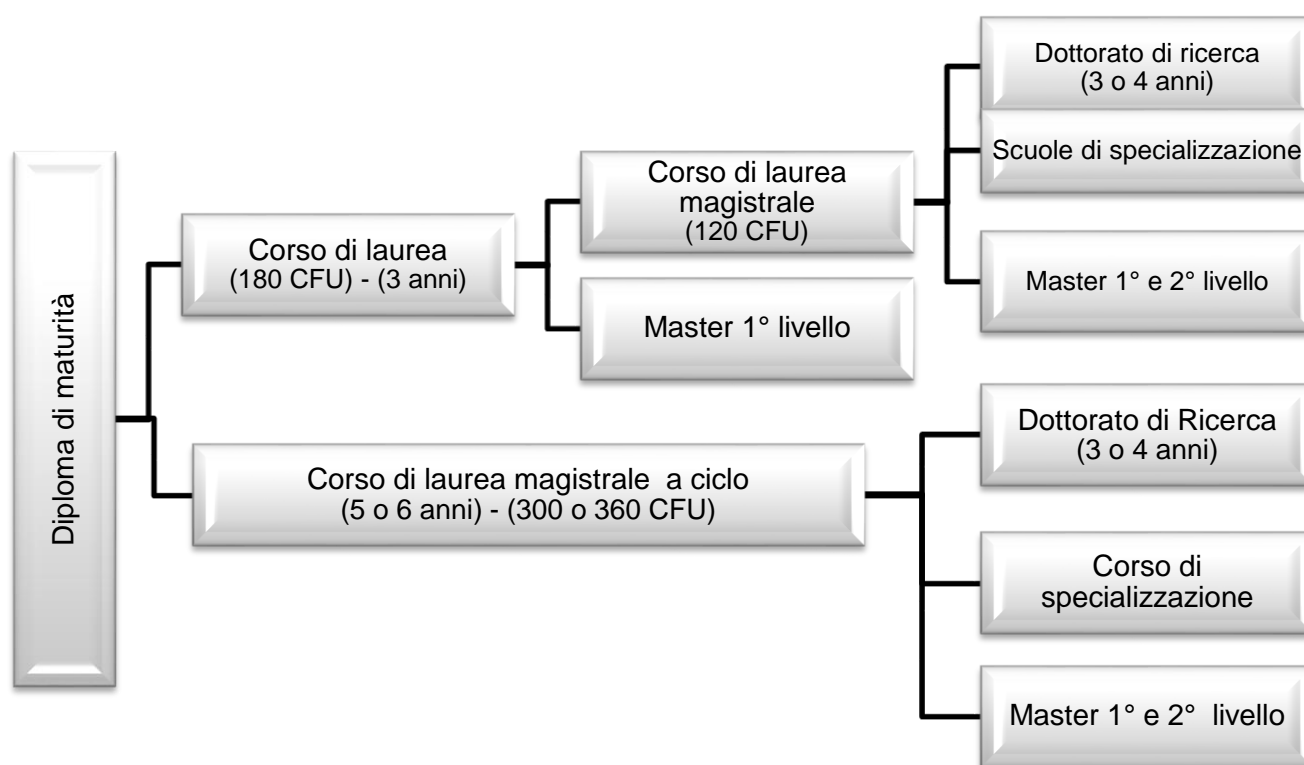 Diploma di maturità
Corso di laurea
(180 CFU) - (3 anni)
Corso di laurea
magistrale
(120 CFU)
Dottorato di ricerca
(3 o 4 anni)
Scuole di specializzazione
Master 1° e 2° livello
Master 1° livello
Corso di laurea magistrale a ciclo
(5 o 6 anni) - (300 o 360 CFU)
Dottorato di Ricerca
(3 o 4 anni)
Corso di
specializzazione
Master 1° e 2° livello